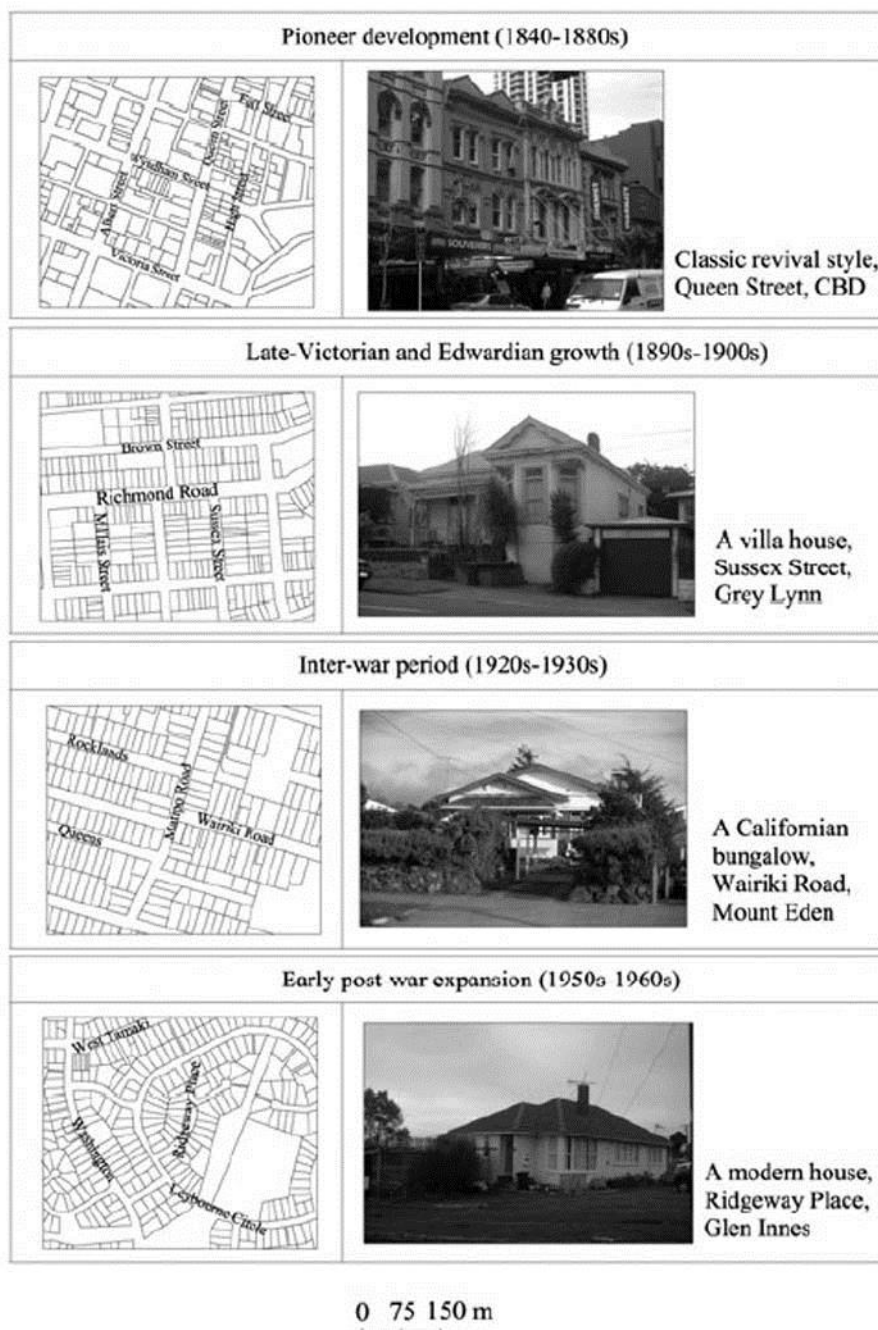 Pioneer development (1840-1880s)
Fort Street
Queen Street
Wyndham Street
High Street
Albert Street
Victoria Street
SOUVENIRS
Classic revival style,
Queen Street, CBD
Late-Victorian and Edwardian growth (1890s-1900s)
Brown Street
Richmond Road
Sussex Street
A villa house,
Sussex Street,
Grey Lynn
Inter-war period (1920s-1930s)
Rocklands
Matipo Road
Wairiki Road
Queens
A Californian
bungalow,
Wairiki Road,
Mount Eden
Early post war expansion (1950s 1960s)
West Tamaki
Ridgeway Place
Washington
Leybourne Circle
A modern house,
Ridgeway Place,
Glen Innes
0 75 150 m